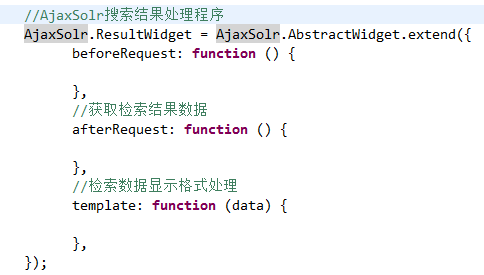 //AjaxSolr搜索结果处理程序
AjaxSolr.ResultWidget = AjaxSolr.AbstractWidget.extend({
beforeRequest: function () {
},
//获取检索结果数据
afterRequest: function () {
},
//检索数据显示格式处理
template: function (data) {
},
});